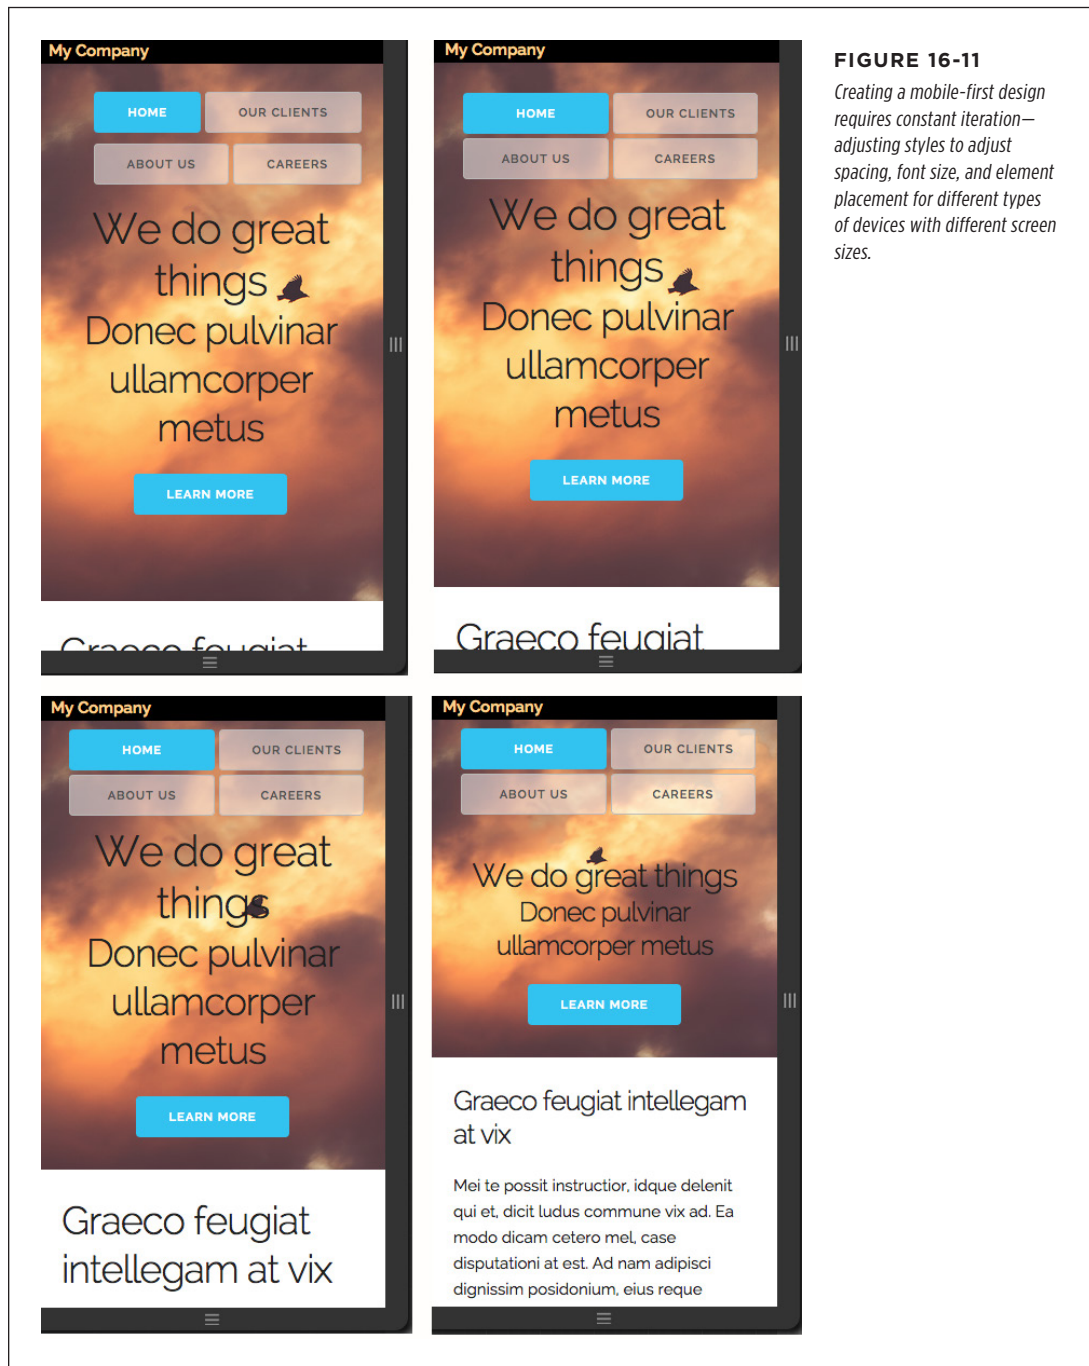 My Company
HOME
OUR CLIENTS
ABOUT US
CAREERS
We do great
things
Donec pulvinar
ullamcorper
metus
LEARN MORE
Graeco feugiat
My Company
HOME
OUR CLIENTS
ABOUT US
CAREERS
We do great
things
Donec pulvinar
ullamcorper
metus
LEARN MORE
Graeco feugiat
FIGURE 16-11
Creating a mobile-first design
requires constant iteration—
adjusting styles to adjust
spacing, font size, and element
placement for different types
of devices with different screen
sizes.
My Company
HOME
OUR CLIENTS
ABOUT US
CAREERS
We do great
things
Donec pulvinar
ullamcorper
metus
LEARN MORE
Graeco feugiat
intellegam at vix
My Company
HOME
OUR CLIENTS
ABOUT US
CAREERS
We do great things
Donec pulvinar
ullamcorper metus
LEARN MORE
Graeco feugiat intellegam
at vix
Mei te possit instructior, idque delenit
qui et, dicit ludus commune vix ad. Ea
modo dicam cetero mel, case
disputationi at est. Ad nam adipisci
dignissim posidonium, eius reque